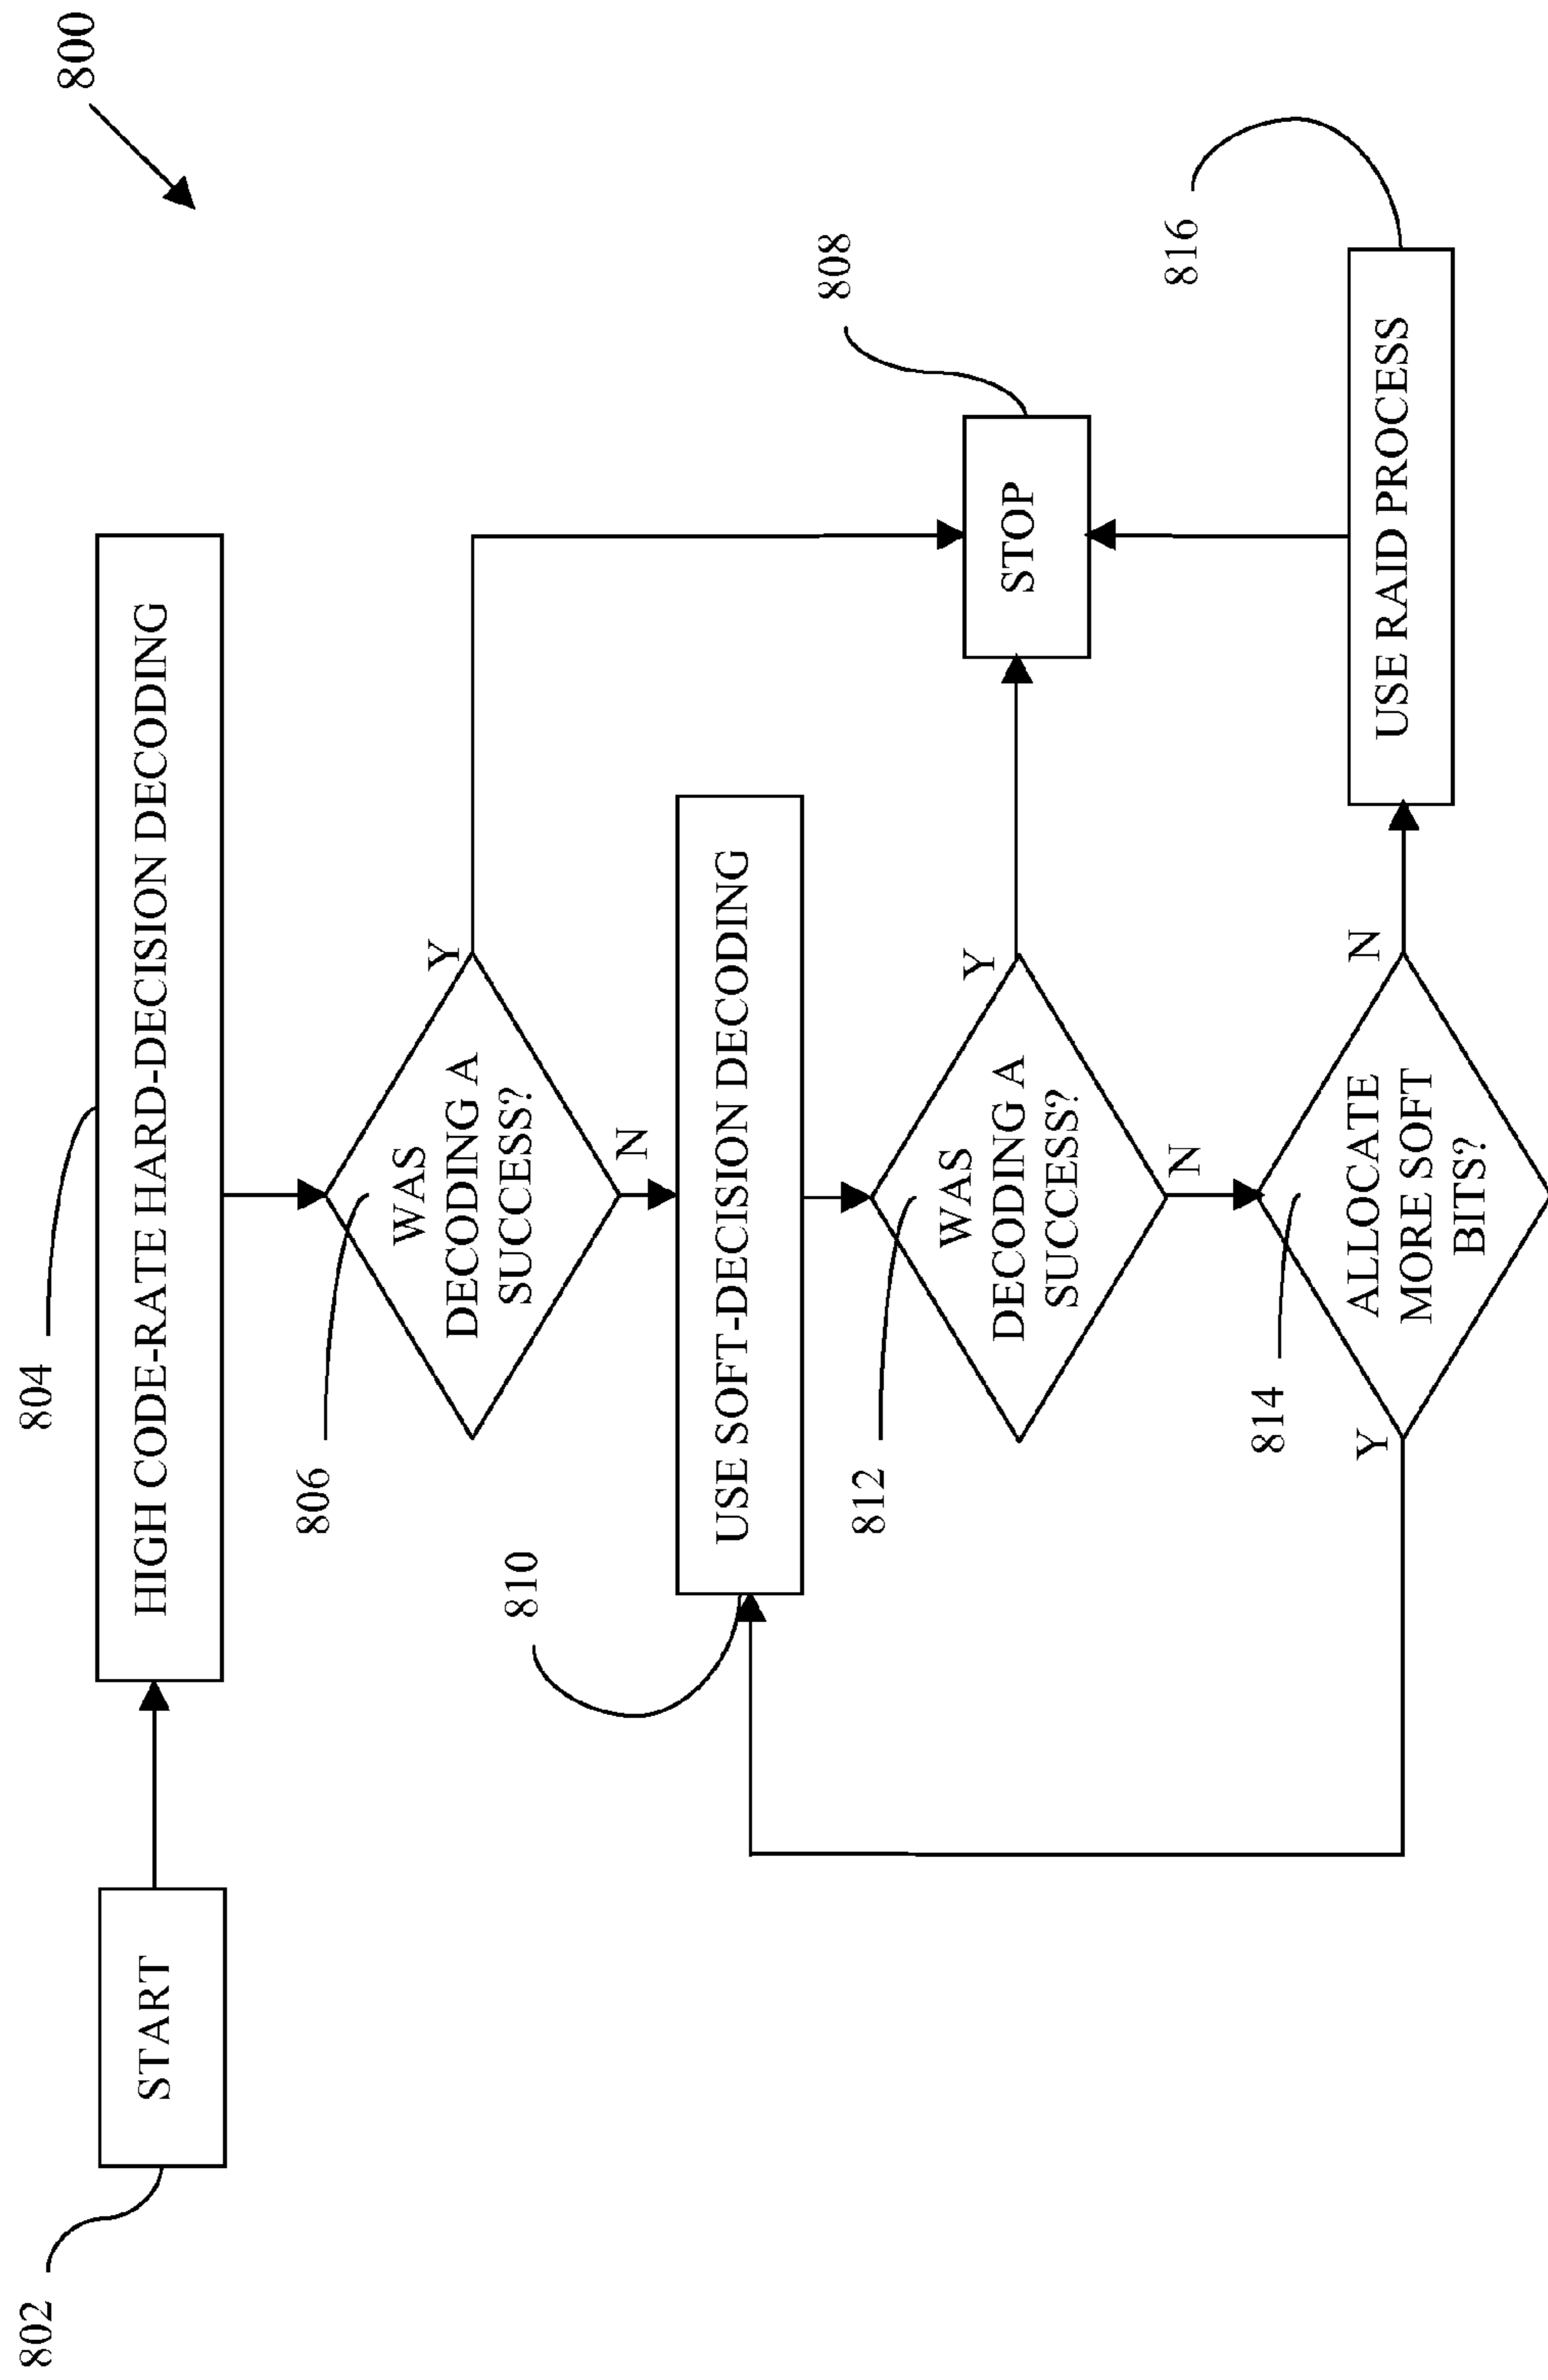 800
802
START
804
HIGH CODE-RATE HARD-DECISION DECODING
806
WAS
DECODING A
SUCCESS?
Y
N
808
STOP
810
USE SOFT-DECISION DECODING
812
WAS
DECODING A
SUCCESS?
Y
N
814
ALLOCATE
MORE SOFT
BITS?
Y
N
816
USE RAID PROCESS